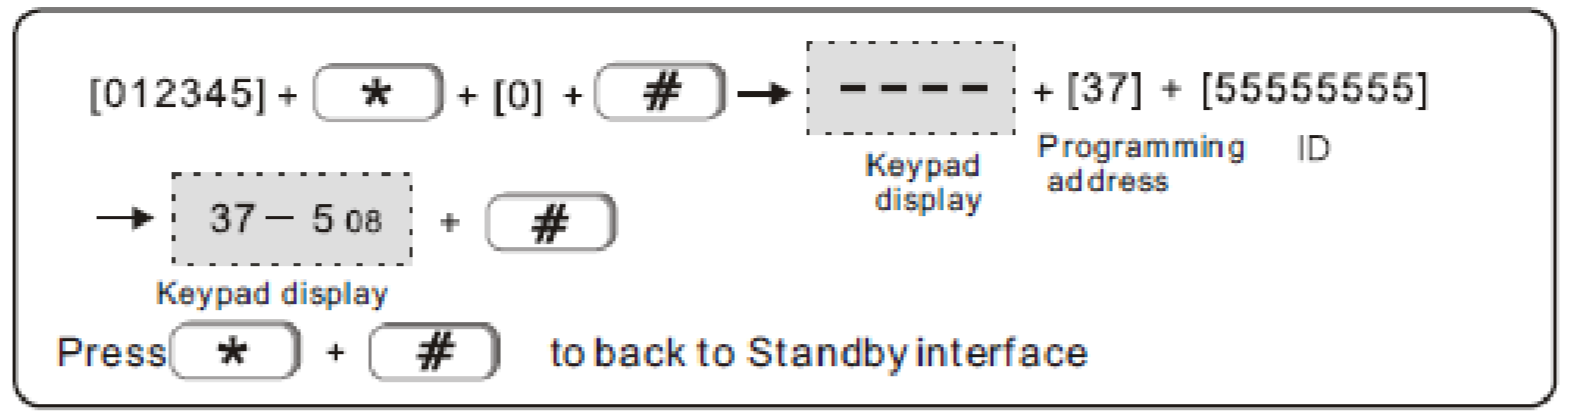 [012345] + * + [0] + # → – – – – + [37] + [55555555]
Keypad display
Programming address
ID
→ 37 – 5 08 + #
Keypad display
Press * + # to back to Standby interface